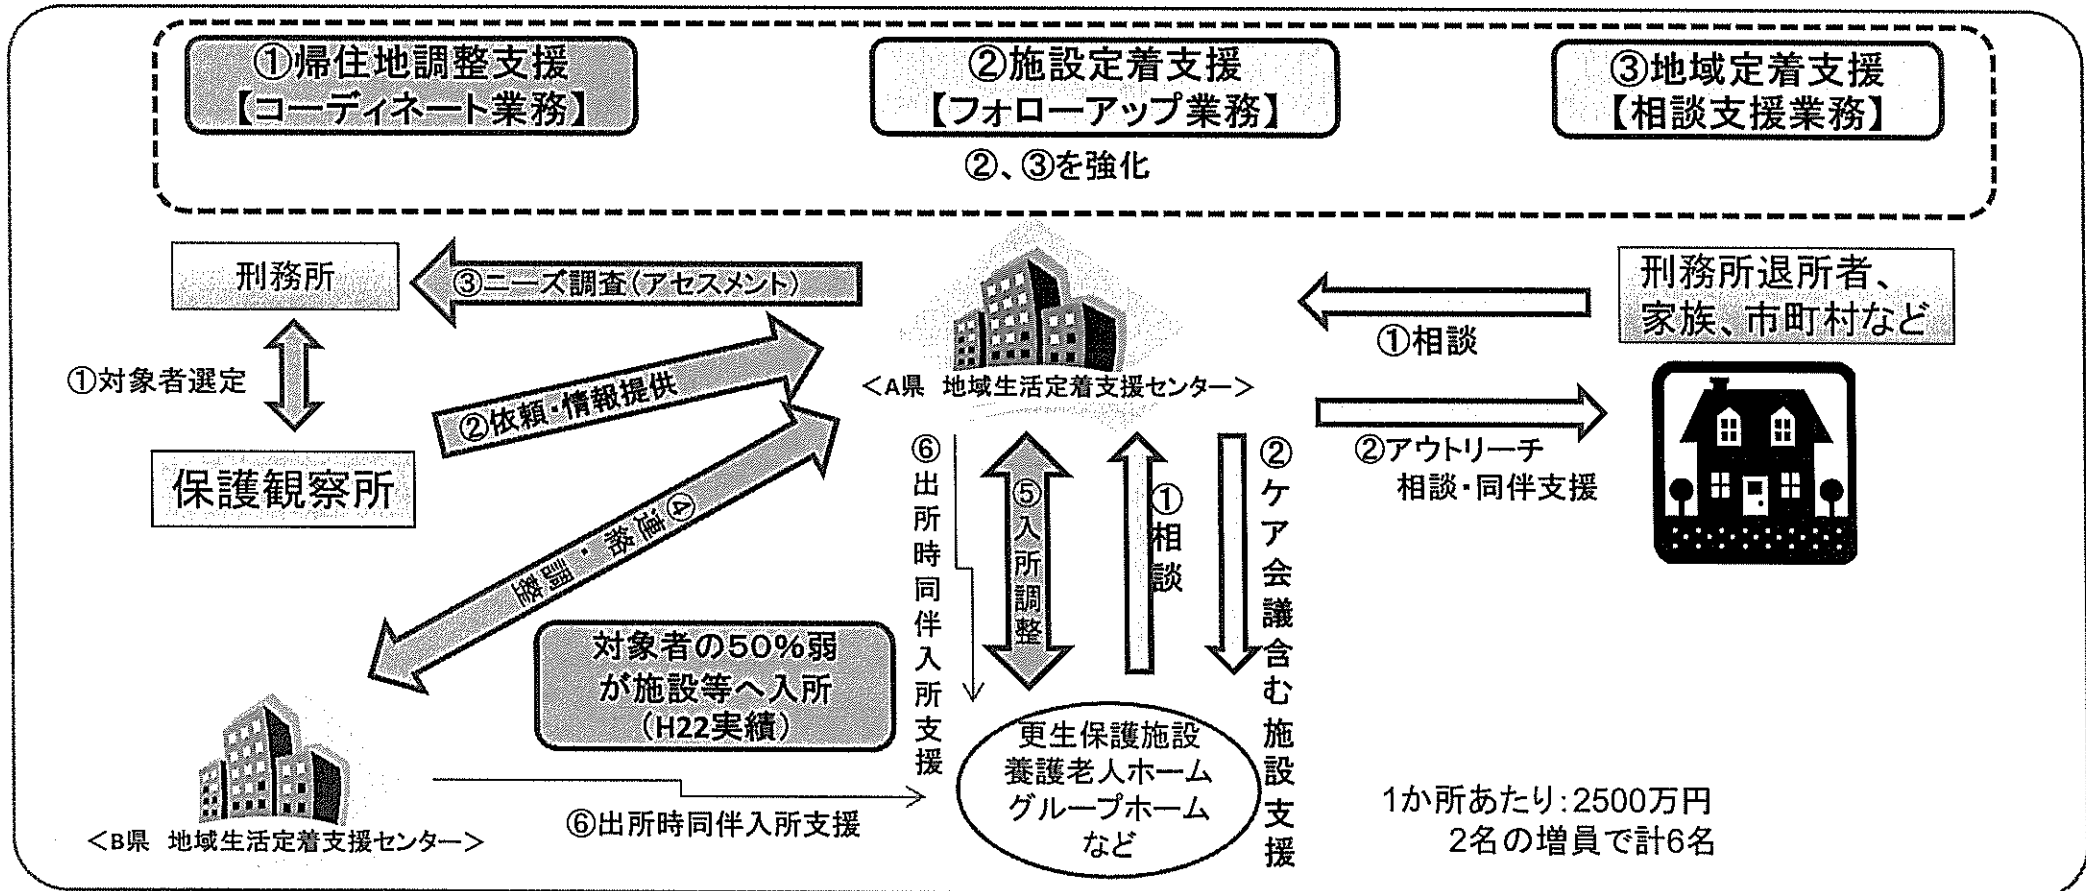 ①帰住地調整支援
【コーディネート業務】
②施設定着支援
【フォローアップ業務】
③地域定着支援
【相談支援業務】
②、③を強化
刑務所
③ニーズ調査(アセスメント)
刑務所退所者、
家族、市町村など
①相談
①対象者選定
②依頼・情報提供
<A県 地域生活定着支援センター>
②アウトリーチ
相談・同伴支援
保護観察所
④連絡・調整
⑥出所時同伴入所支援
⑤入所調整
①相談
②ケア会議含む施設支援
対象者の50%弱
が施設等へ入所
(H22実績)
更生保護施設
養護老人ホーム
グループホーム
など
⑥出所時同伴入所支援
<B県 地域生活定着支援センター>
1か所あたり:2500万円
2名の増員で計6名